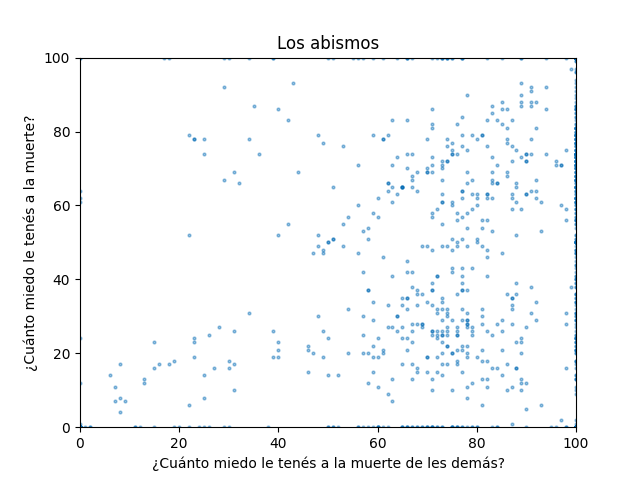 Los abismos
100
80
60
40
20
0
¿Cuánto miedo le tenés a la muerte?
0 20 40 60 80 100
¿Cuánto miedo le tenés a la muerte de les demás?